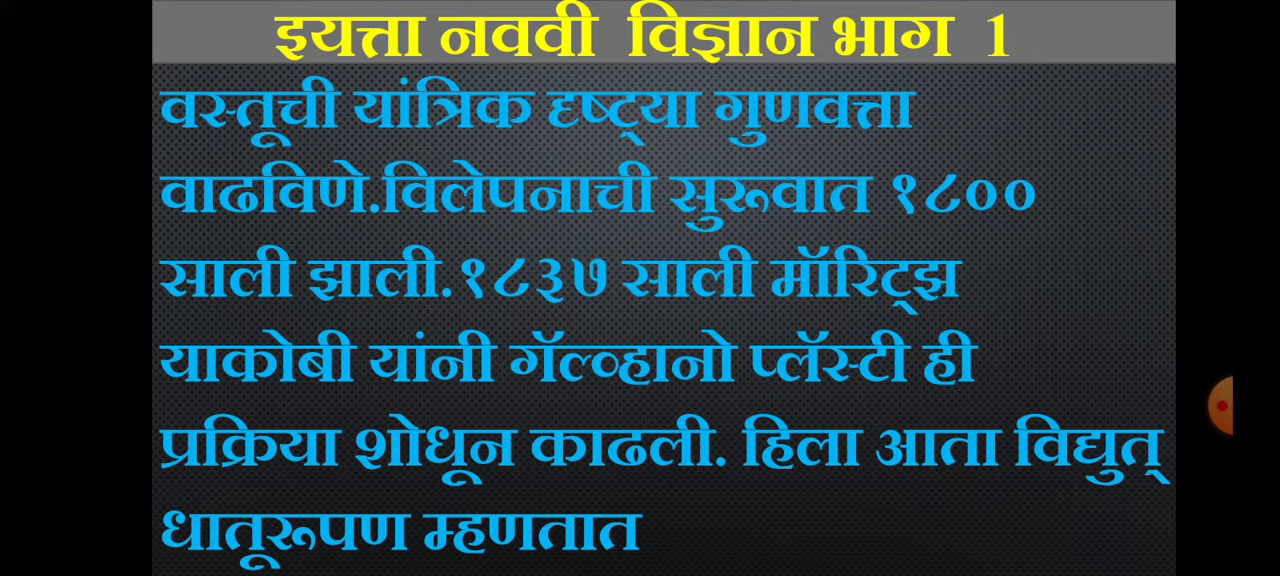 इयत्ता नववी विज्ञान भाग 1
वस्तूची यांत्रिक दृष्ट्या गुणवत्ता
वाढविणे.विलेपनाची सुरूवात १८००
साली झाली.१८३७ साली मॉरिट्झ
याकोबी यांनी गॅल्व्हानो प्लॅस्टी ही
प्रक्रिया शोधून काढली. हिला आता विद्युत्
धातूरूपण म्हणतात